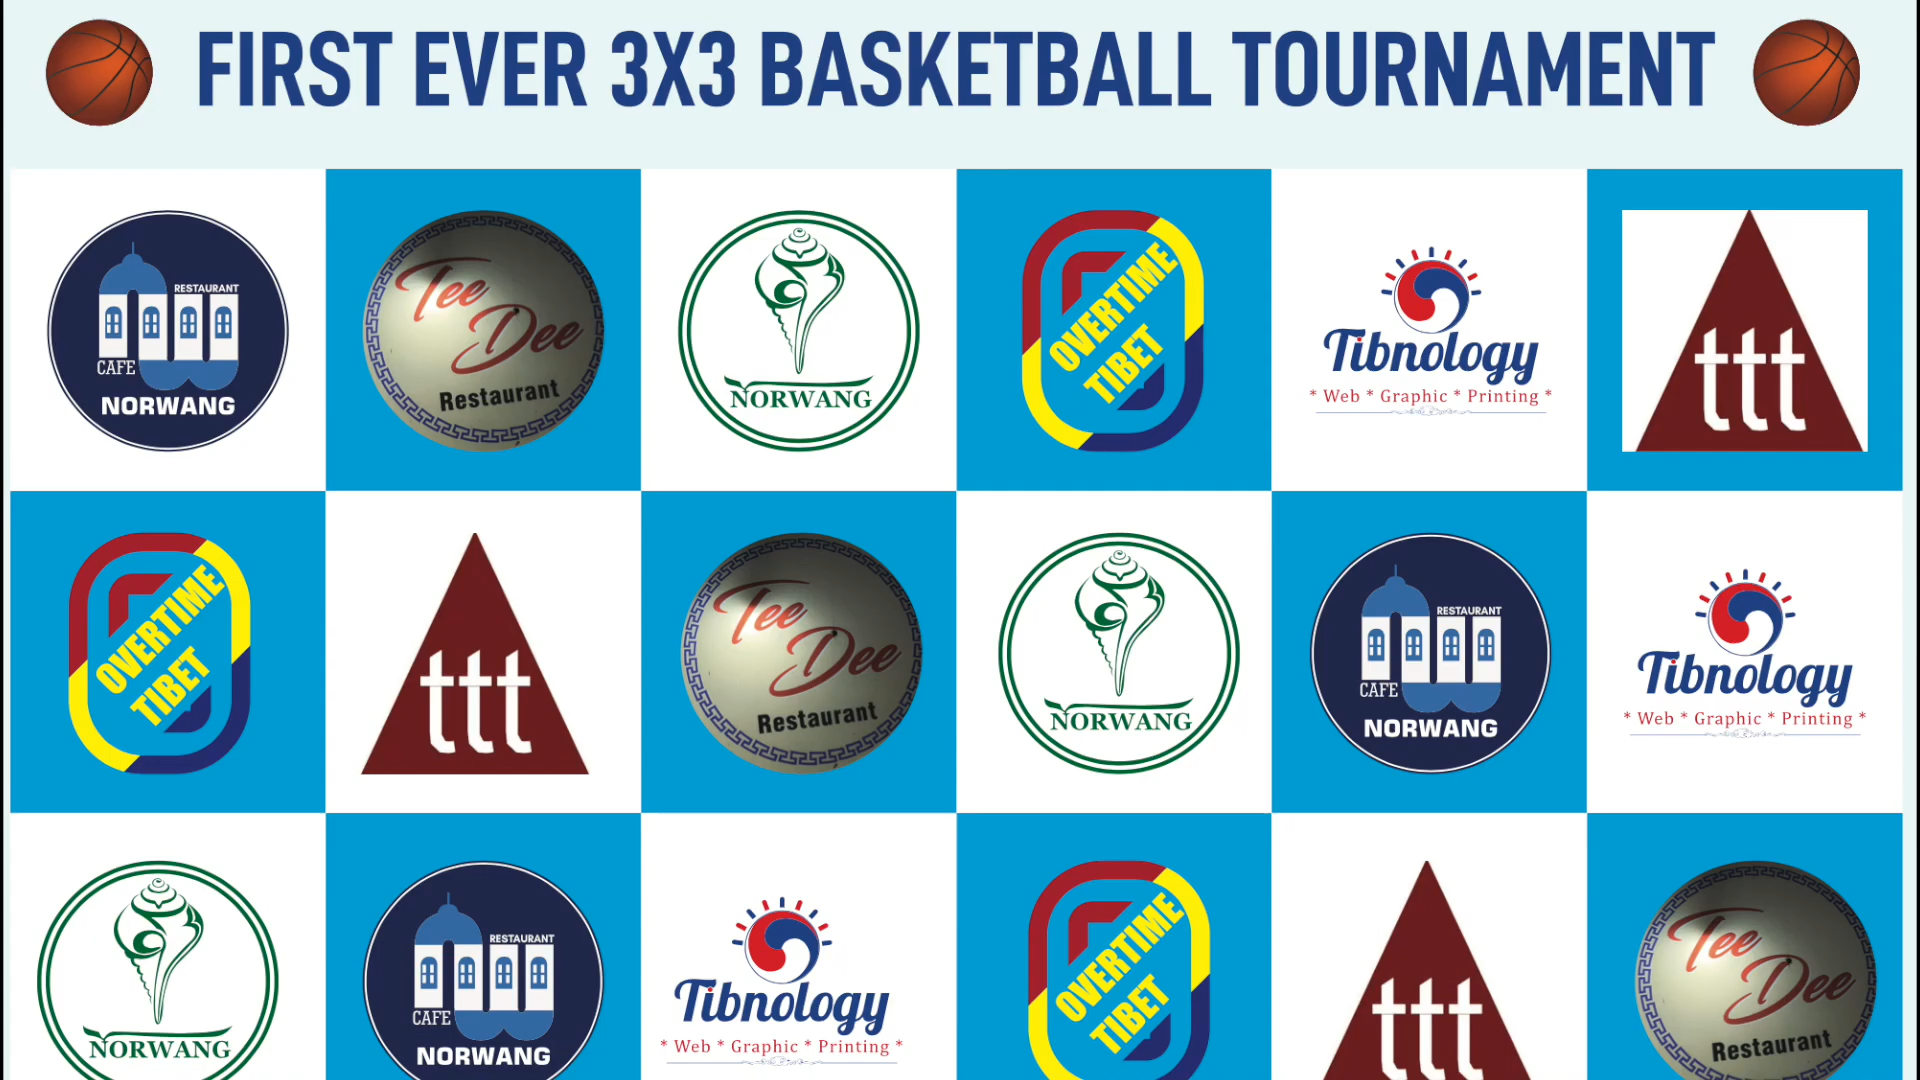 FIRST EVER 3X3 BASKETBALL TOURNAMENT
RESTAURANT
CAFE
NORWANG
Tee
Dee
Restaurant
NORWANG
OVERTIME
TIBET
Tibnology
* Web * Graphic * Printing *
ttt
OVERTIME
TIBET
ttt
Tee
Dee
Restaurant
NORWANG
RESTAURANT
CAFE
NORWANG
Tibnology
* Web * Graphic * Printing *
NORWANG
RESTAURANT
CAFE
NORWANG
Tibnology
* Web * Graphic * Printing *
OVERTIME
TIBET
ttt
Tee
Dee
Restaurant